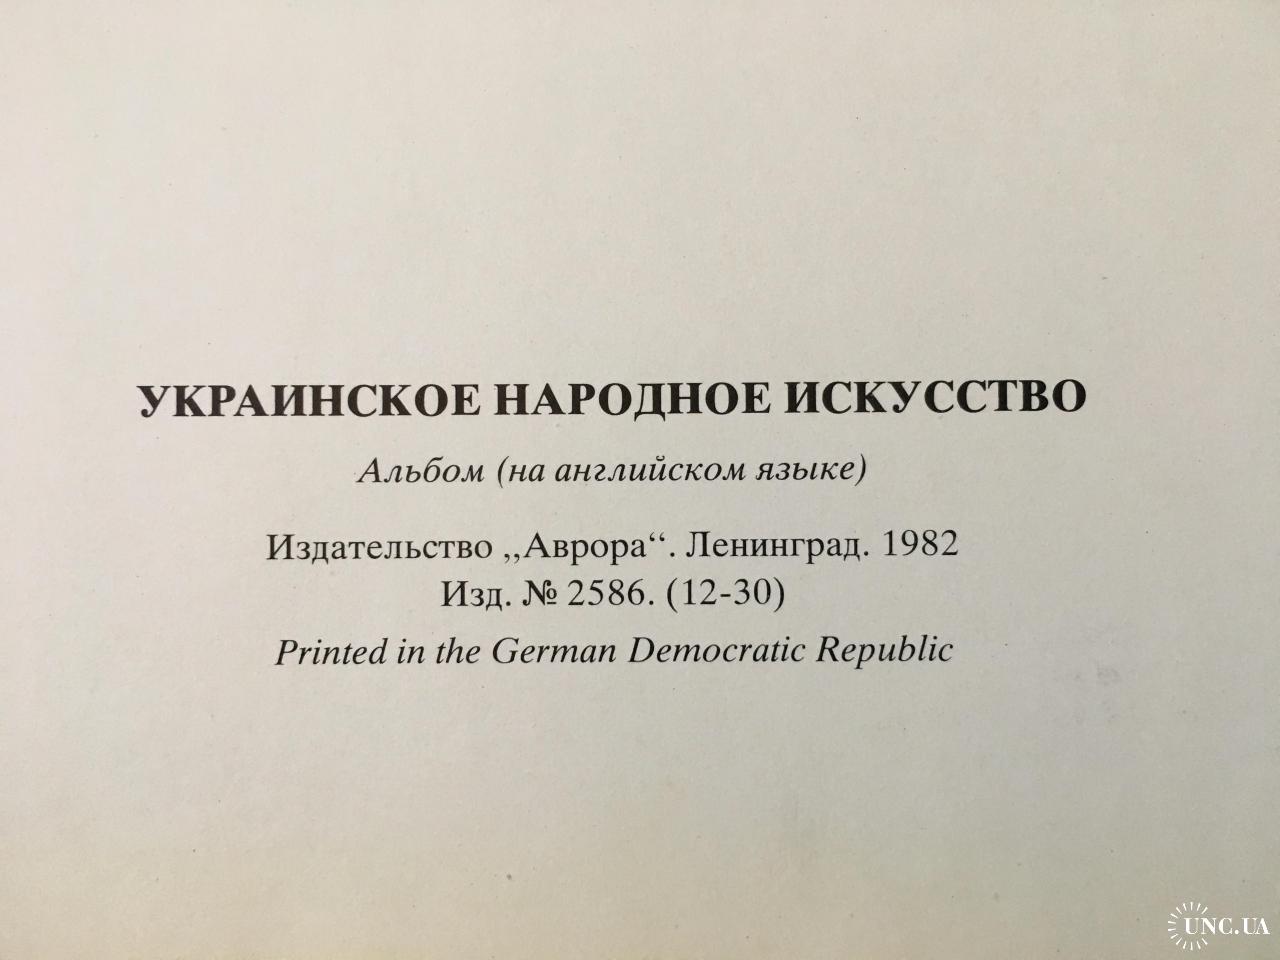 УКРАИНСКОЕ НАРОДНОЕ ИСКУССТВО
Альбом (на английском языке)
Издательство „Аврора“. Ленинград. 1982
Изд. № 2586. (12-30)
Printed in the German Democratic Republic
UNC.UA